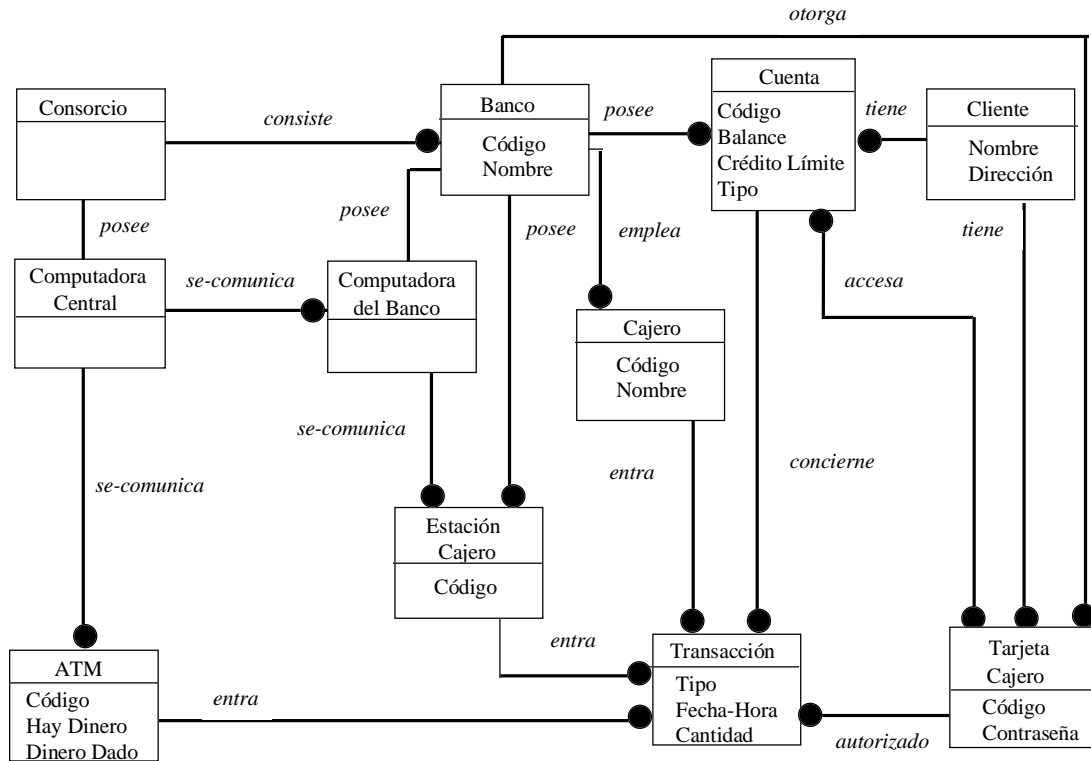 otorga
Consorcio
consiste
Banco
Código
Nombre
posee
Cuenta
Código
Balance
Crédito Límite
Tipo
tiene
Cliente
Nombre
Dirección
posee
posee
posee
emplea
tiene
Computadora
Central
se-comunica
Computadora
del Banco
accesa
Cajero
Código
Nombre
se-comunica
se-comunica
entra
concierne
Estación
Cajero
Código
entra
ATM
Código
Hay Dinero
Dinero Dado
entra
Transacción
Tipo
Fecha-Hora
Cantidad
autorizado
Tarjeta
Cajero
Código
Contraseña